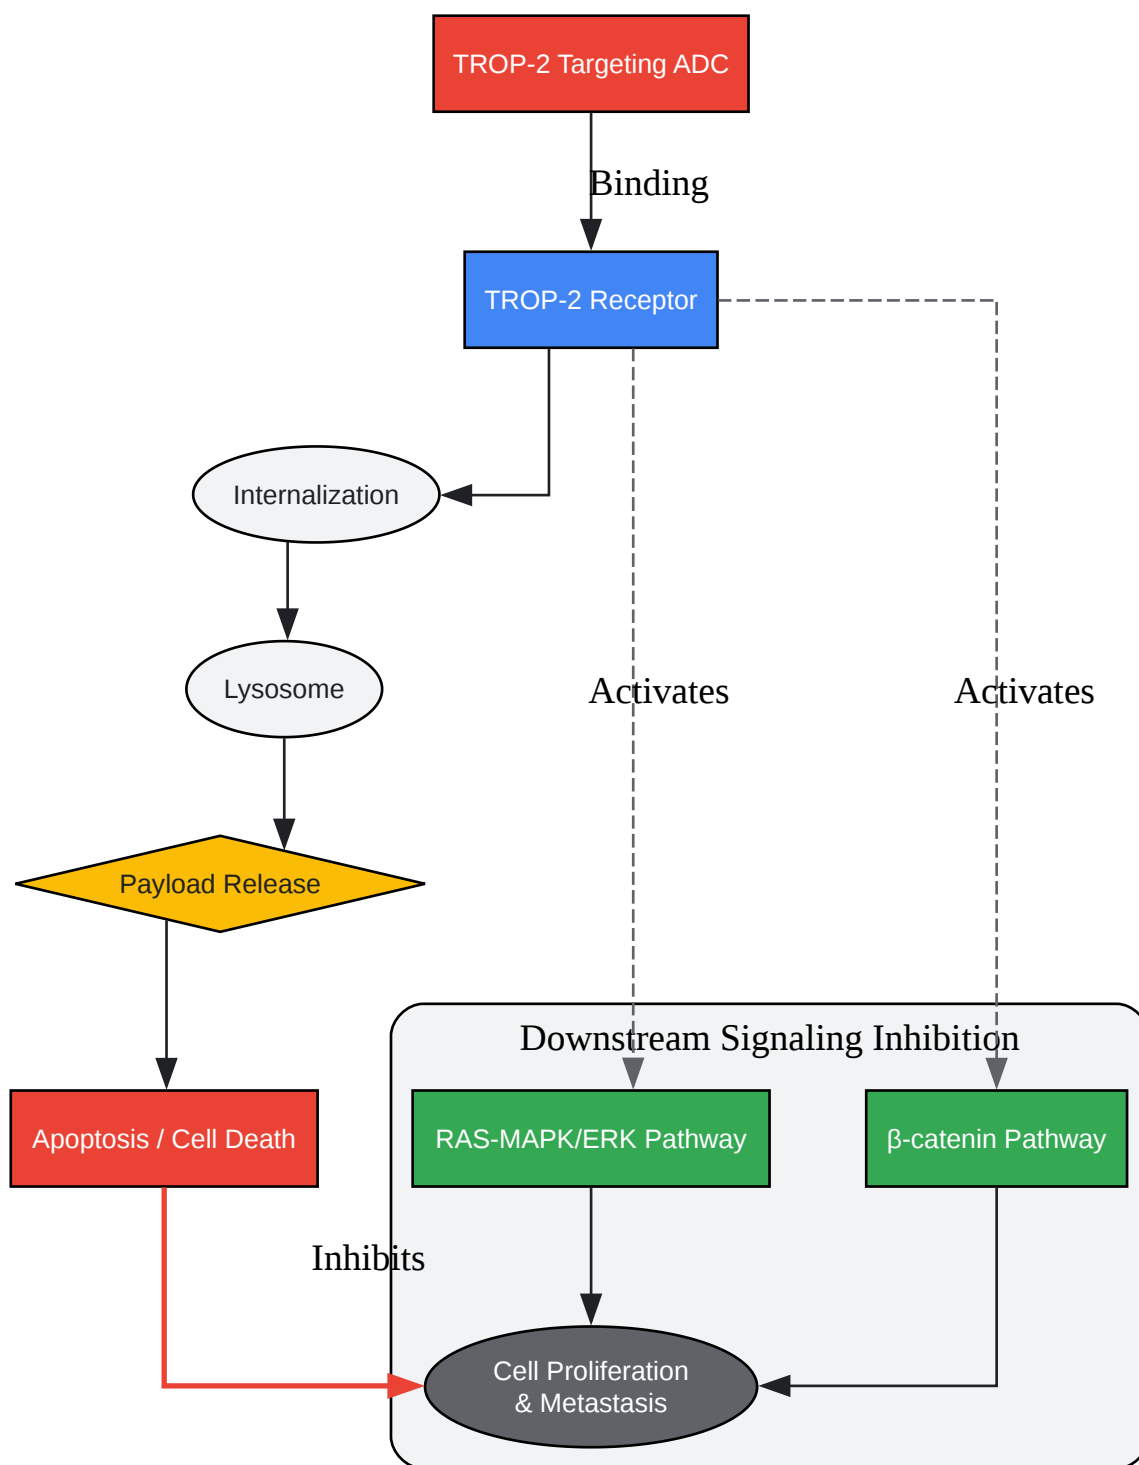 TROP-2 Targeting ADC
Binding
TROP-2 Receptor
Internalization
Lysosome
Activates
Activates
Payload Release
Downstream Signaling Inhibition
Apoptosis / Cell Death
RAS-MAPK/ERK Pathway
β-catenin Pathway
Inhibits
Cell Proliferation
& Metastasis